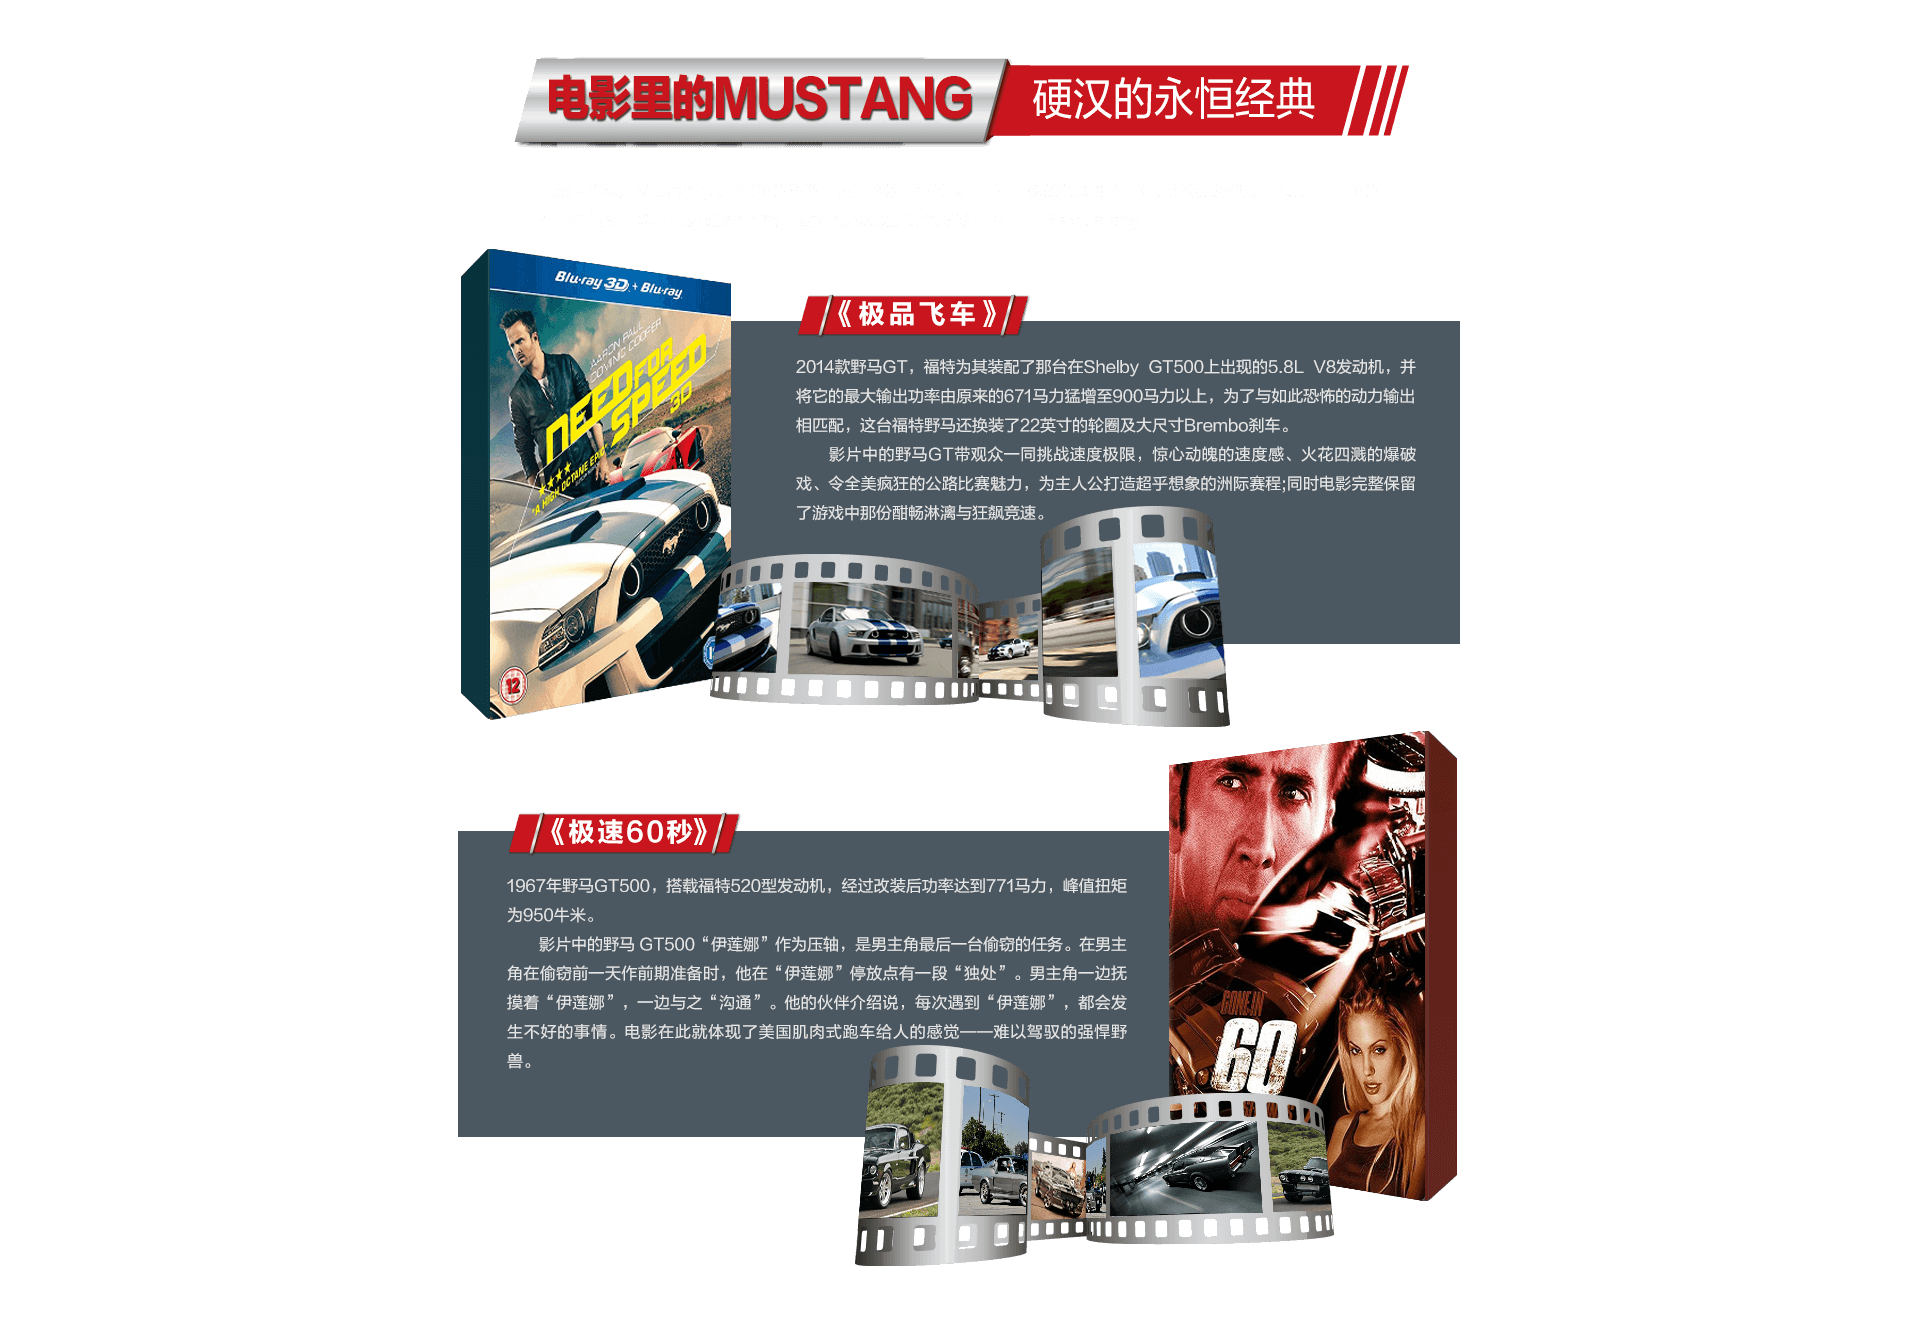 电影里的MUSTANG 硬汉的永恒经典
Blu-ray 3D + Blu-ray
AARON PAUL
DOMINIC COOPER
NEED FOR
SPEED
3D
"A HIGH OCTANE EPIC"
12
《极品飞车》
2014款野马GT，福特为其装配了那台在Shelby GT500上出现的5.8L V8发动机，并
将它的最大输出功率由原来的671马力猛增至900马力以上，为了与如此恐怖的动力输出
相匹配，这台福特野马还换装了22英寸的轮圈及大尺寸Brembo刹车。
影片中的野马GT带观众一同挑战速度极限，惊心动魄的速度感、火花四溅的爆破
戏、令全美疯狂的公路比赛魅力，为主人公打造超乎想象的洲际赛程;同时电影完整保留
了游戏中那份酣畅淋漓与狂飙竞速。
《极速60秒》
1967年野马GT500，搭载福特520型发动机，经过改装后功率达到771马力，峰值扭矩
为950牛米。
影片中的野马 GT500“伊莲娜”作为压轴，是男主角最后一台偷窃的任务。在男主
角在偷窃前一天作前期准备时，他在“伊莲娜”停放点有一段“独处”。男主角一边抚
摸着“伊莲娜”，一边与之“沟通”。他的伙伴介绍说，每次遇到“伊莲娜”，都会发
生不好的事情。电影在此就体现了美国肌肉式跑车给人的感觉——难以驾驭的强悍野
兽。
GONE IN
60